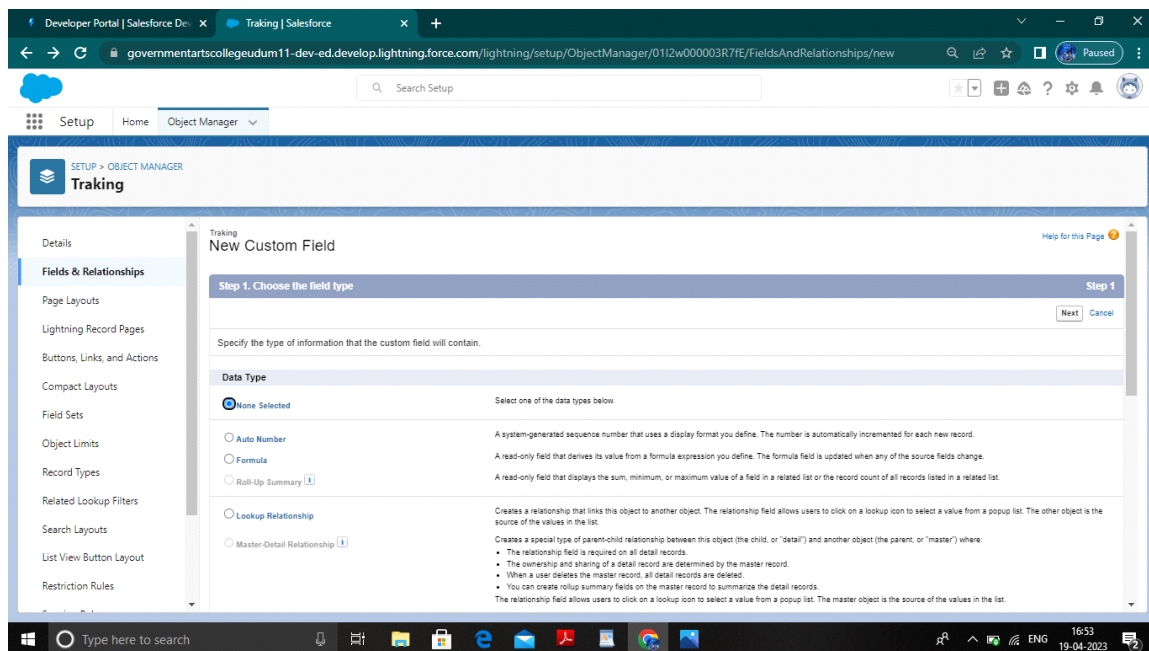 Developer Portal | Salesforce Dev
Traking | Salesforce
governmentartscollegeudum11-dev-ed.develop.lightning.force.com/lightning/setup/ObjectManager/01I2w000003R7fE/FieldsAndRelationships/new
Paused
Search Setup
Setup
Home
Object Manager
SETUP > OBJECT MANAGER
Traking
Details
Fields & Relationships
Page Layouts
Lightning Record Pages
Buttons, Links, and Actions
Compact Layouts
Field Sets
Object Limits
Record Types
Related Lookup Filters
Search Layouts
List View Button Layout
Restriction Rules
Traking
New Custom Field
Help for this Page
Step 1. Choose the field type
Step 1
Next Cancel
Specify the type of information that the custom field will contain.
Data Type
None Selected
Select one of the data types below.
Auto Number
A system-generated sequence number that uses a display format you define. The number is automatically incremented for each new record.
Formula
A read-only field that derives its value from a formula expression you define. The formula field is updated when any of the source fields change.
Roll-Up Summary
A read-only field that displays the sum, minimum, or maximum value of a field in a related list or the record count of all records listed in a related list.
Lookup Relationship
Creates a relationship that links this object to another object. The relationship field allows users to click on a lookup icon to select a value from a popup list. The other object is the
source of the values in the list.
Master-Detail Relationship
Creates a special type of parent-child relationship between this object (the child, or "detail") and another object (the parent, or "master") where:
• The relationship field is required on all detail records.
• The ownership and sharing of a detail record are determined by the master record.
• When a user deletes the master record, all detail records are deleted.
• You can create rollup summary fields on the master record to summarize the detail records.
The relationship field allows users to click on a lookup icon to select a value from a popup list. The master object is the source of the values in the list.
Type here to search
ENG
16:53
19-04-2023
2